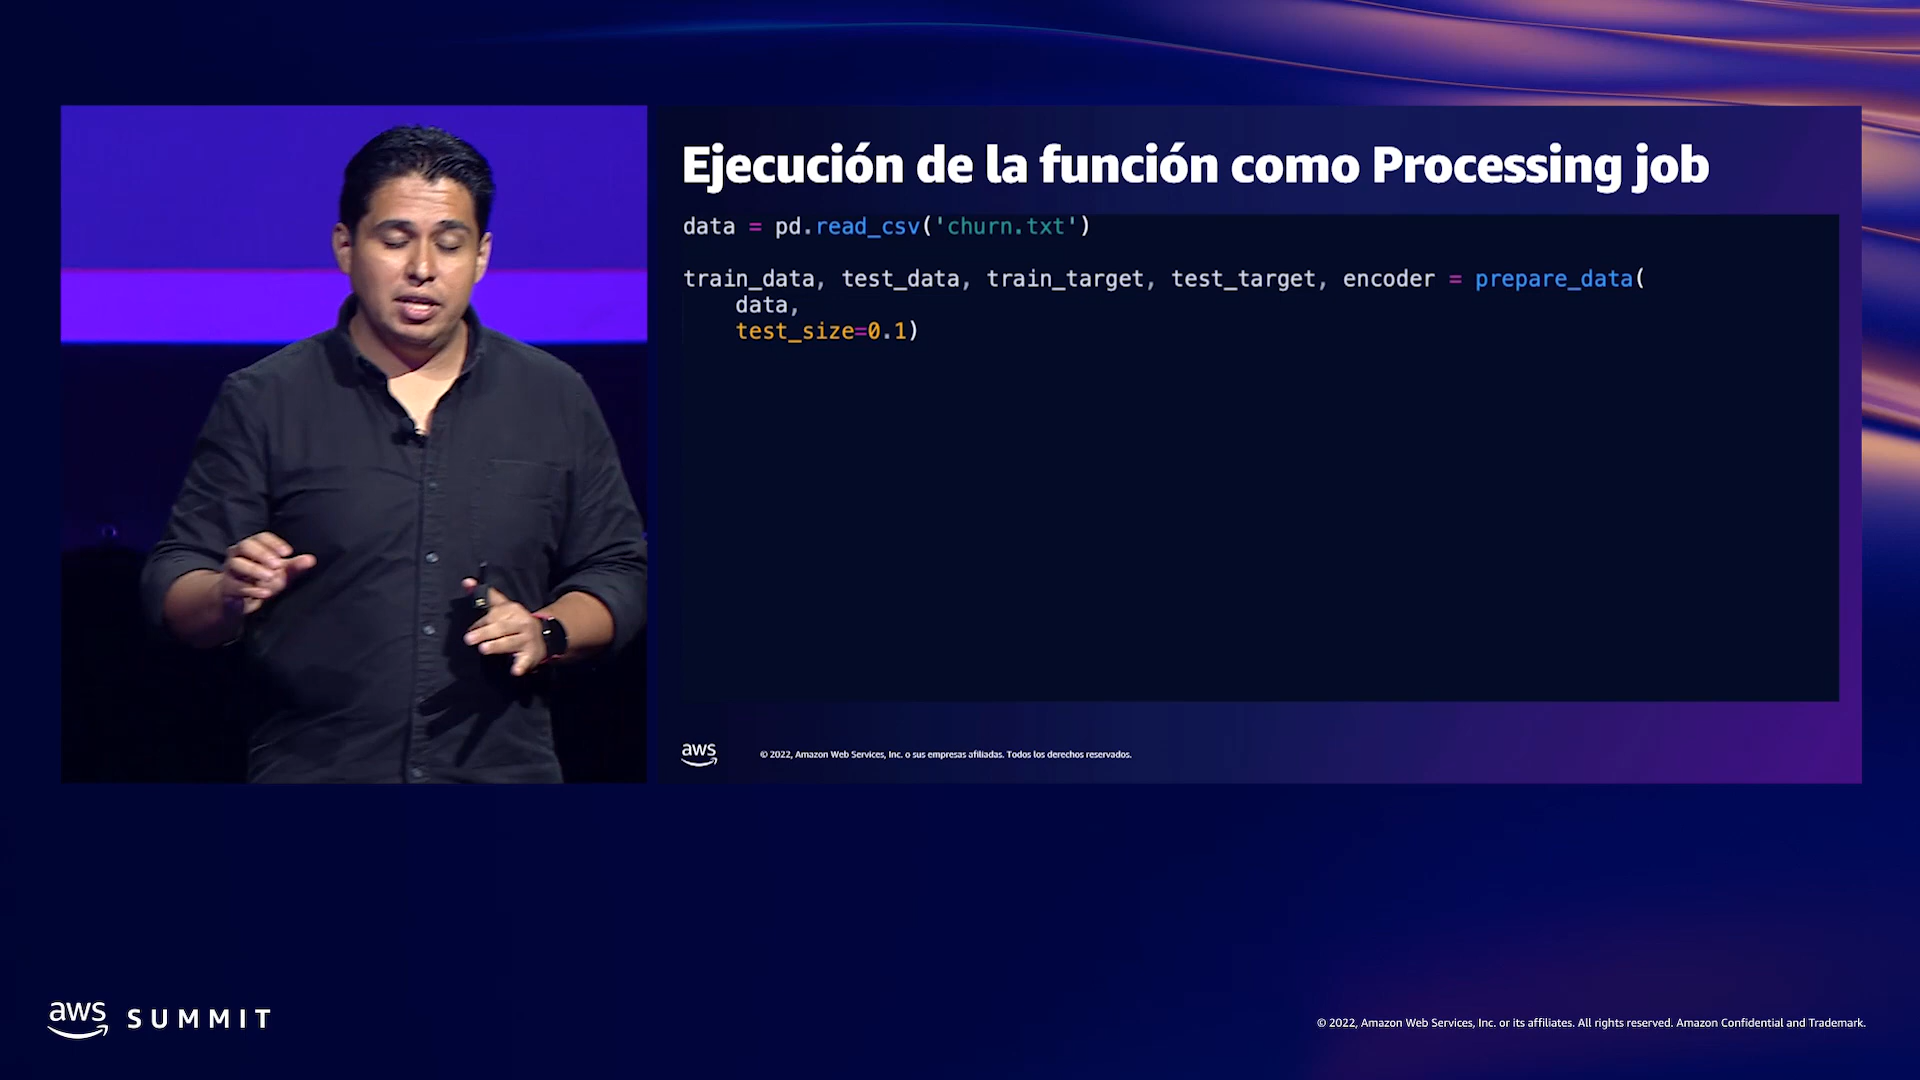 Ejecución de la función como Processing job
data = pd.read_csv('churn.txt')
train_data, test_data, train_target, test_target, encoder = prepare_data(
    data,
    test_size=0.1)
aws
© 2022, Amazon Web Services, Inc. o sus empresas afiliadas. Todos los derechos reservados.
aws SUMMIT
© 2022, Amazon Web Services, Inc. or its affiliates. All rights reserved. Amazon Confidential and Trademark.